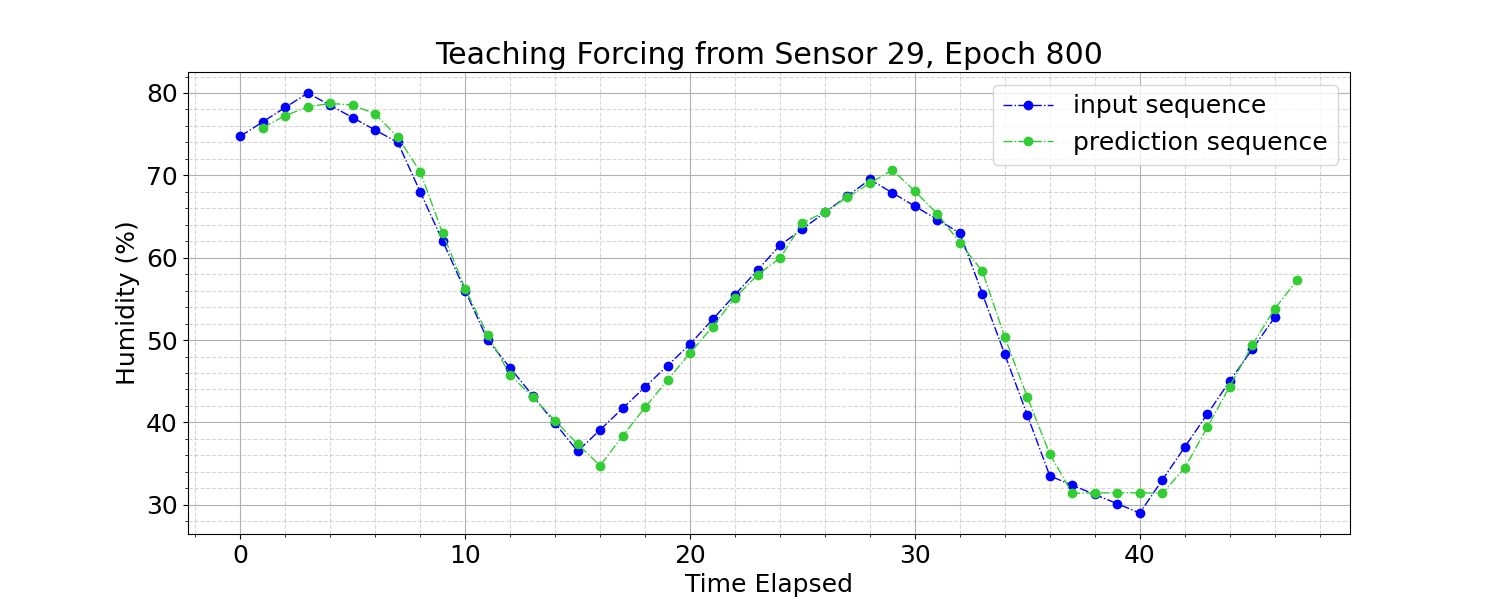 Teaching Forcing from Sensor 29, Epoch 800
input sequence
prediction sequence
Humidity (%)
80
70
60
50
40
30
0 10 20 30 40
Time Elapsed